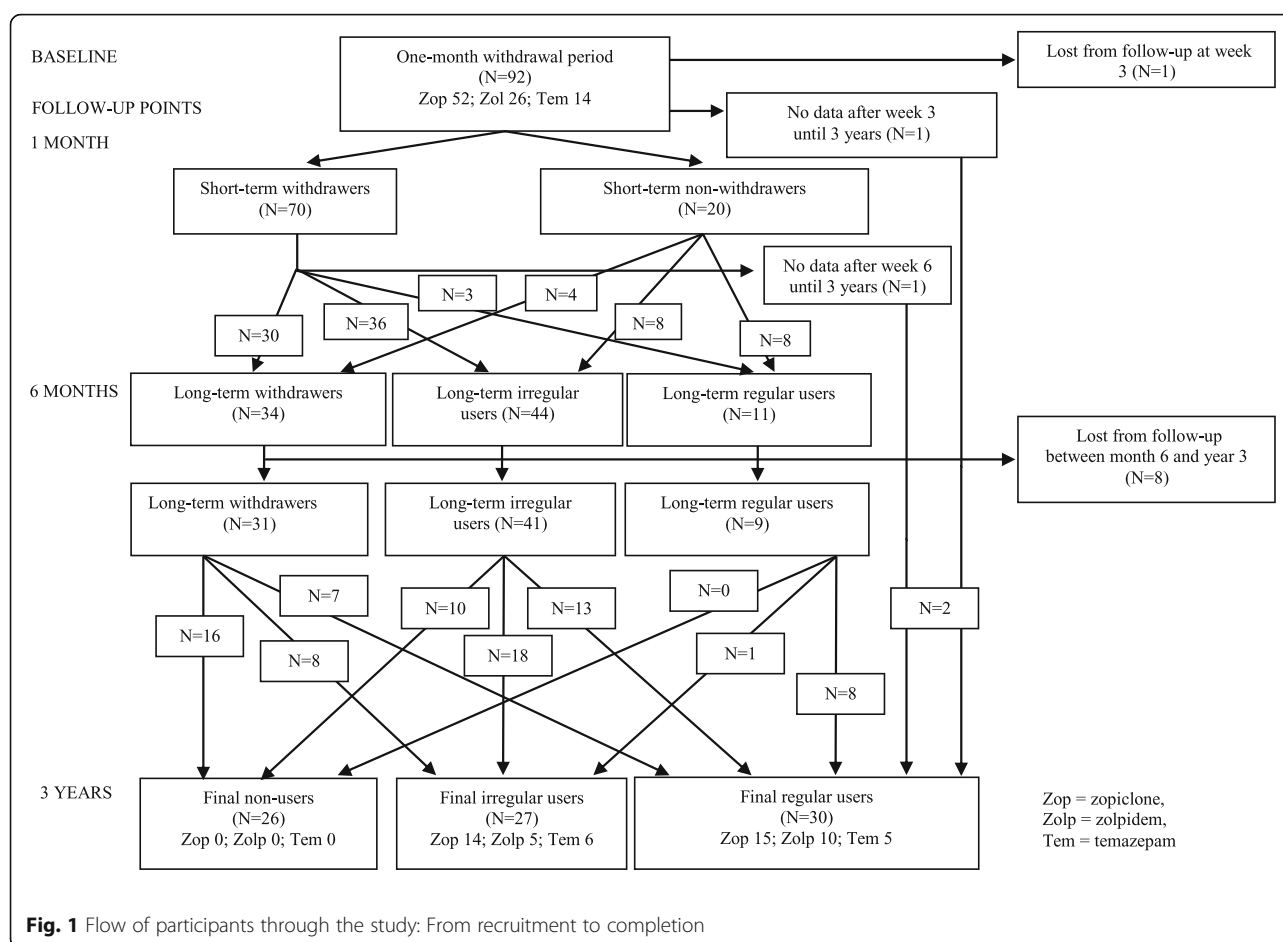 BASELINE
One-month withdrawal period
(N=92)
Zop 52; Zol 26; Tem 14
Lost from follow-up at week
3 (N=1)
FOLLOW-UP POINTS
1 MONTH
No data after week 3
until 3 years (N=1)
Short-term withdrawers
(N=70)
Short-term non-withdrawers
(N=20)
No data after week 6
until 3 years (N=1)
N=30
N=36
N=3
N=4
N=8
N=8
6 MONTHS
Long-term withdrawers
(N=34)
Long-term irregular
users (N=44)
Long-term regular users
(N=11)
Lost from follow-up
between month 6 and year 3
(N=8)
Long-term withdrawers
(N=31)
Long-term irregular
users (N=41)
Long-term regular users
(N=9)
N=16
N=8
N=7
N=10
N=18
N=13
N=0
N=1
N=8
N=2
3 YEARS
Final non-users
(N=26)
Zop 0; Zolp 0; Tem 0
Final irregular users
(N=27)
Zop 14; Zolp 5; Tem 6
Final regular users
(N=30)
Zop 15; Zolp 10; Tem 5
Zop = zopiclone,
Zolp = zolpidem,
Tem = temazepam
Fig. 1 Flow of participants through the study: From recruitment to completion